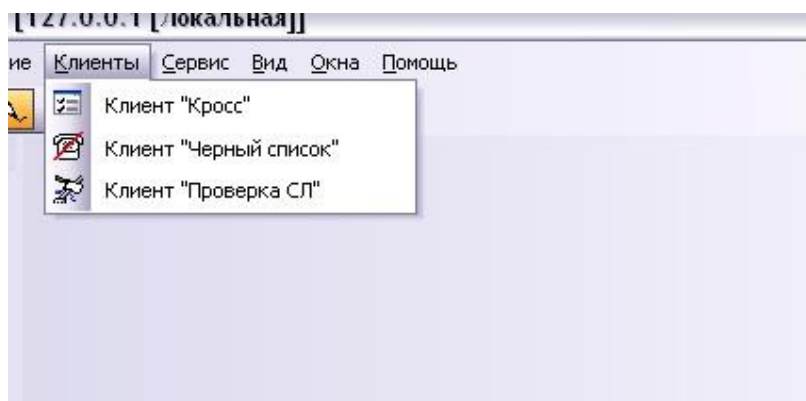 [127.0.0.1 [Локальная]]
ие Клиенты Сервис Вид Окна Помощь
Клиент "Кросс"
Клиент "Черный список"
Клиент "Проверка СЛ"